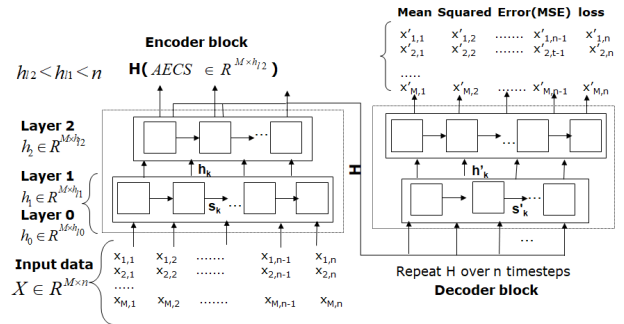 Mean Squared Error(MSE) loss
x'1,1 x'1,2 ....... x'1,n-1 x'1,n
x'2,1 x'2,2 ....... x'2,t-1 x'2,n
.....
x'M,1 x'M,2 ....... x'M,n-1 x'M,n
Encoder block
hl2 < hl1 < n
H( AECS ∈ R^M×hl2 )
Layer 2
h2 ∈ R^M×hl2
Layer 1
h1 ∈ R^M×hl1
Layer 0
h0 ∈ R^M×hl0
...
hk
sk ...
H
...
h'k
...
s'k
...
Input data
X ∈ R^M×n
x1,1 x1,2 ....... x1,n-1 x1,n
x2,1 x2,2 ....... x2,n-1 x2,n
.....
xM,1 xM,2 ....... xM,n-1 xM,n
Repeat H over n timesteps
Decoder block